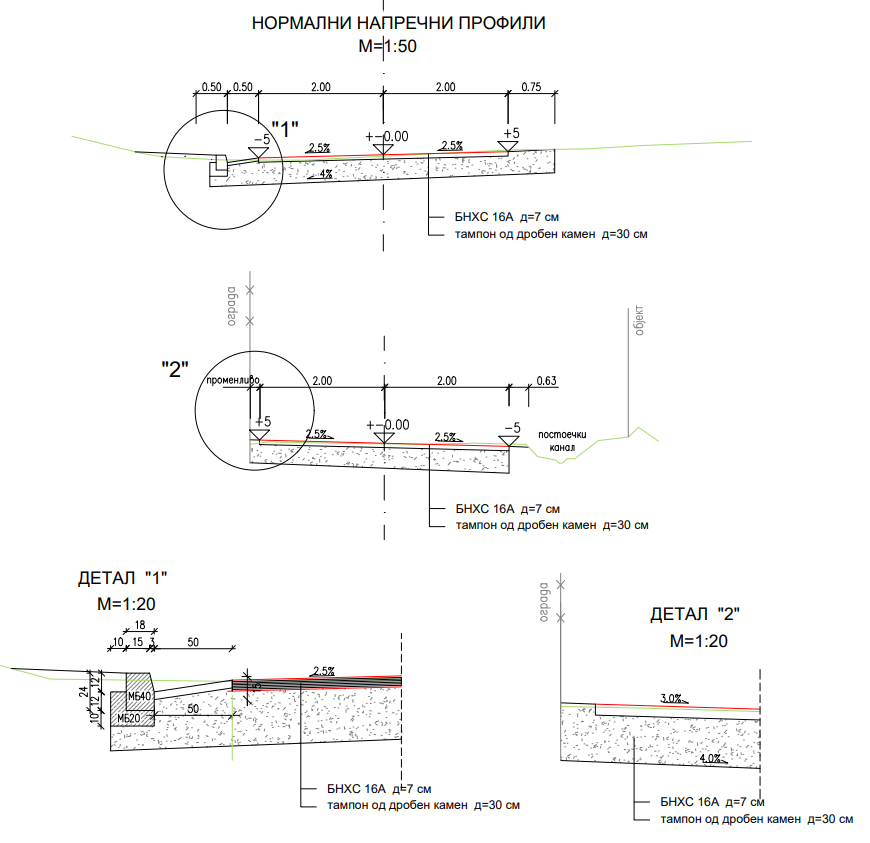 НОРМАЛНИ НАПРЕЧНИ ПРОФИЛИ
М=1:50
0.50 0.50 2.00 2.00 0.75
"1"
-5 2.5% +-0.00 2.5% +5
4%
БНХС 16А д=7 см
тампон од дробен камен д=30 см
ограда
објект
"2"
променливо 2.00 2.00 0.63
+5 2.5% +-0.00 2.5% -5
постоечки
канал
БНХС 16А д=7 см
тампон од дробен камен д=30 см
ДЕТАЛ "1"
М=1:20
18
10 15 3 50
2.5%
24 12 12 10
МБ40
МБ20
50
БНХС 16А д=7 см
тампон од дробен камен д=30 см
ограда
ДЕТАЛ "2"
М=1:20
3.0%
4.0%
БНХС 16А д=7 см
тампон од дробен камен д=30 см